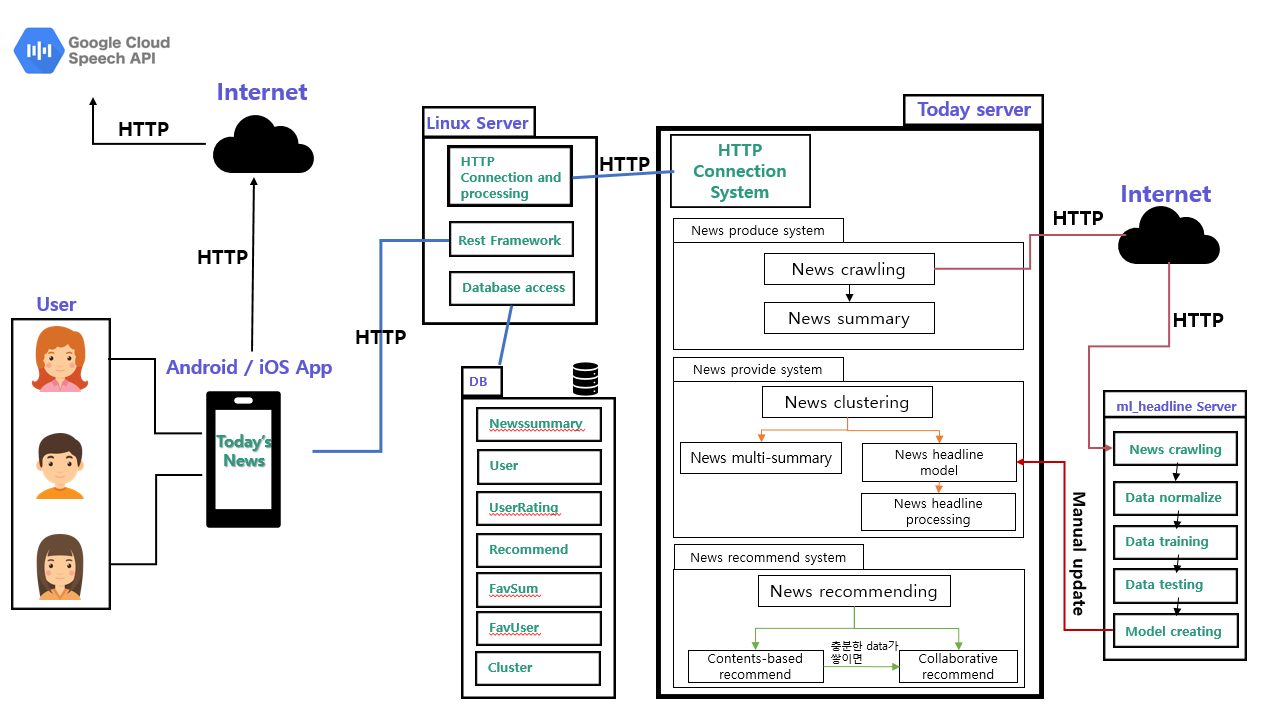 Google Cloud
Speech API
Internet
HTTP
HTTP
User
Android / iOS App
Today's
News
HTTP
Linux Server
HTTP
Connection and
processing
Rest Framework
Database access
DB
Newssummary
User
UserRating
Recommend
FavSum
FavUser
Cluster
HTTP
Today server
HTTP
Connection
System
News produce system
News crawling
News summary
News provide system
News clustering
News multi-summary
News headline
model
News headline
processing
News recommend system
News recommending
Contents-based
recommend
충분한 data가
쌓이면
Collaborative
recommend
HTTP
Internet
HTTP
Manual update
ml_headline Server
News crawling
Data normalize
Data training
Data testing
Model creating